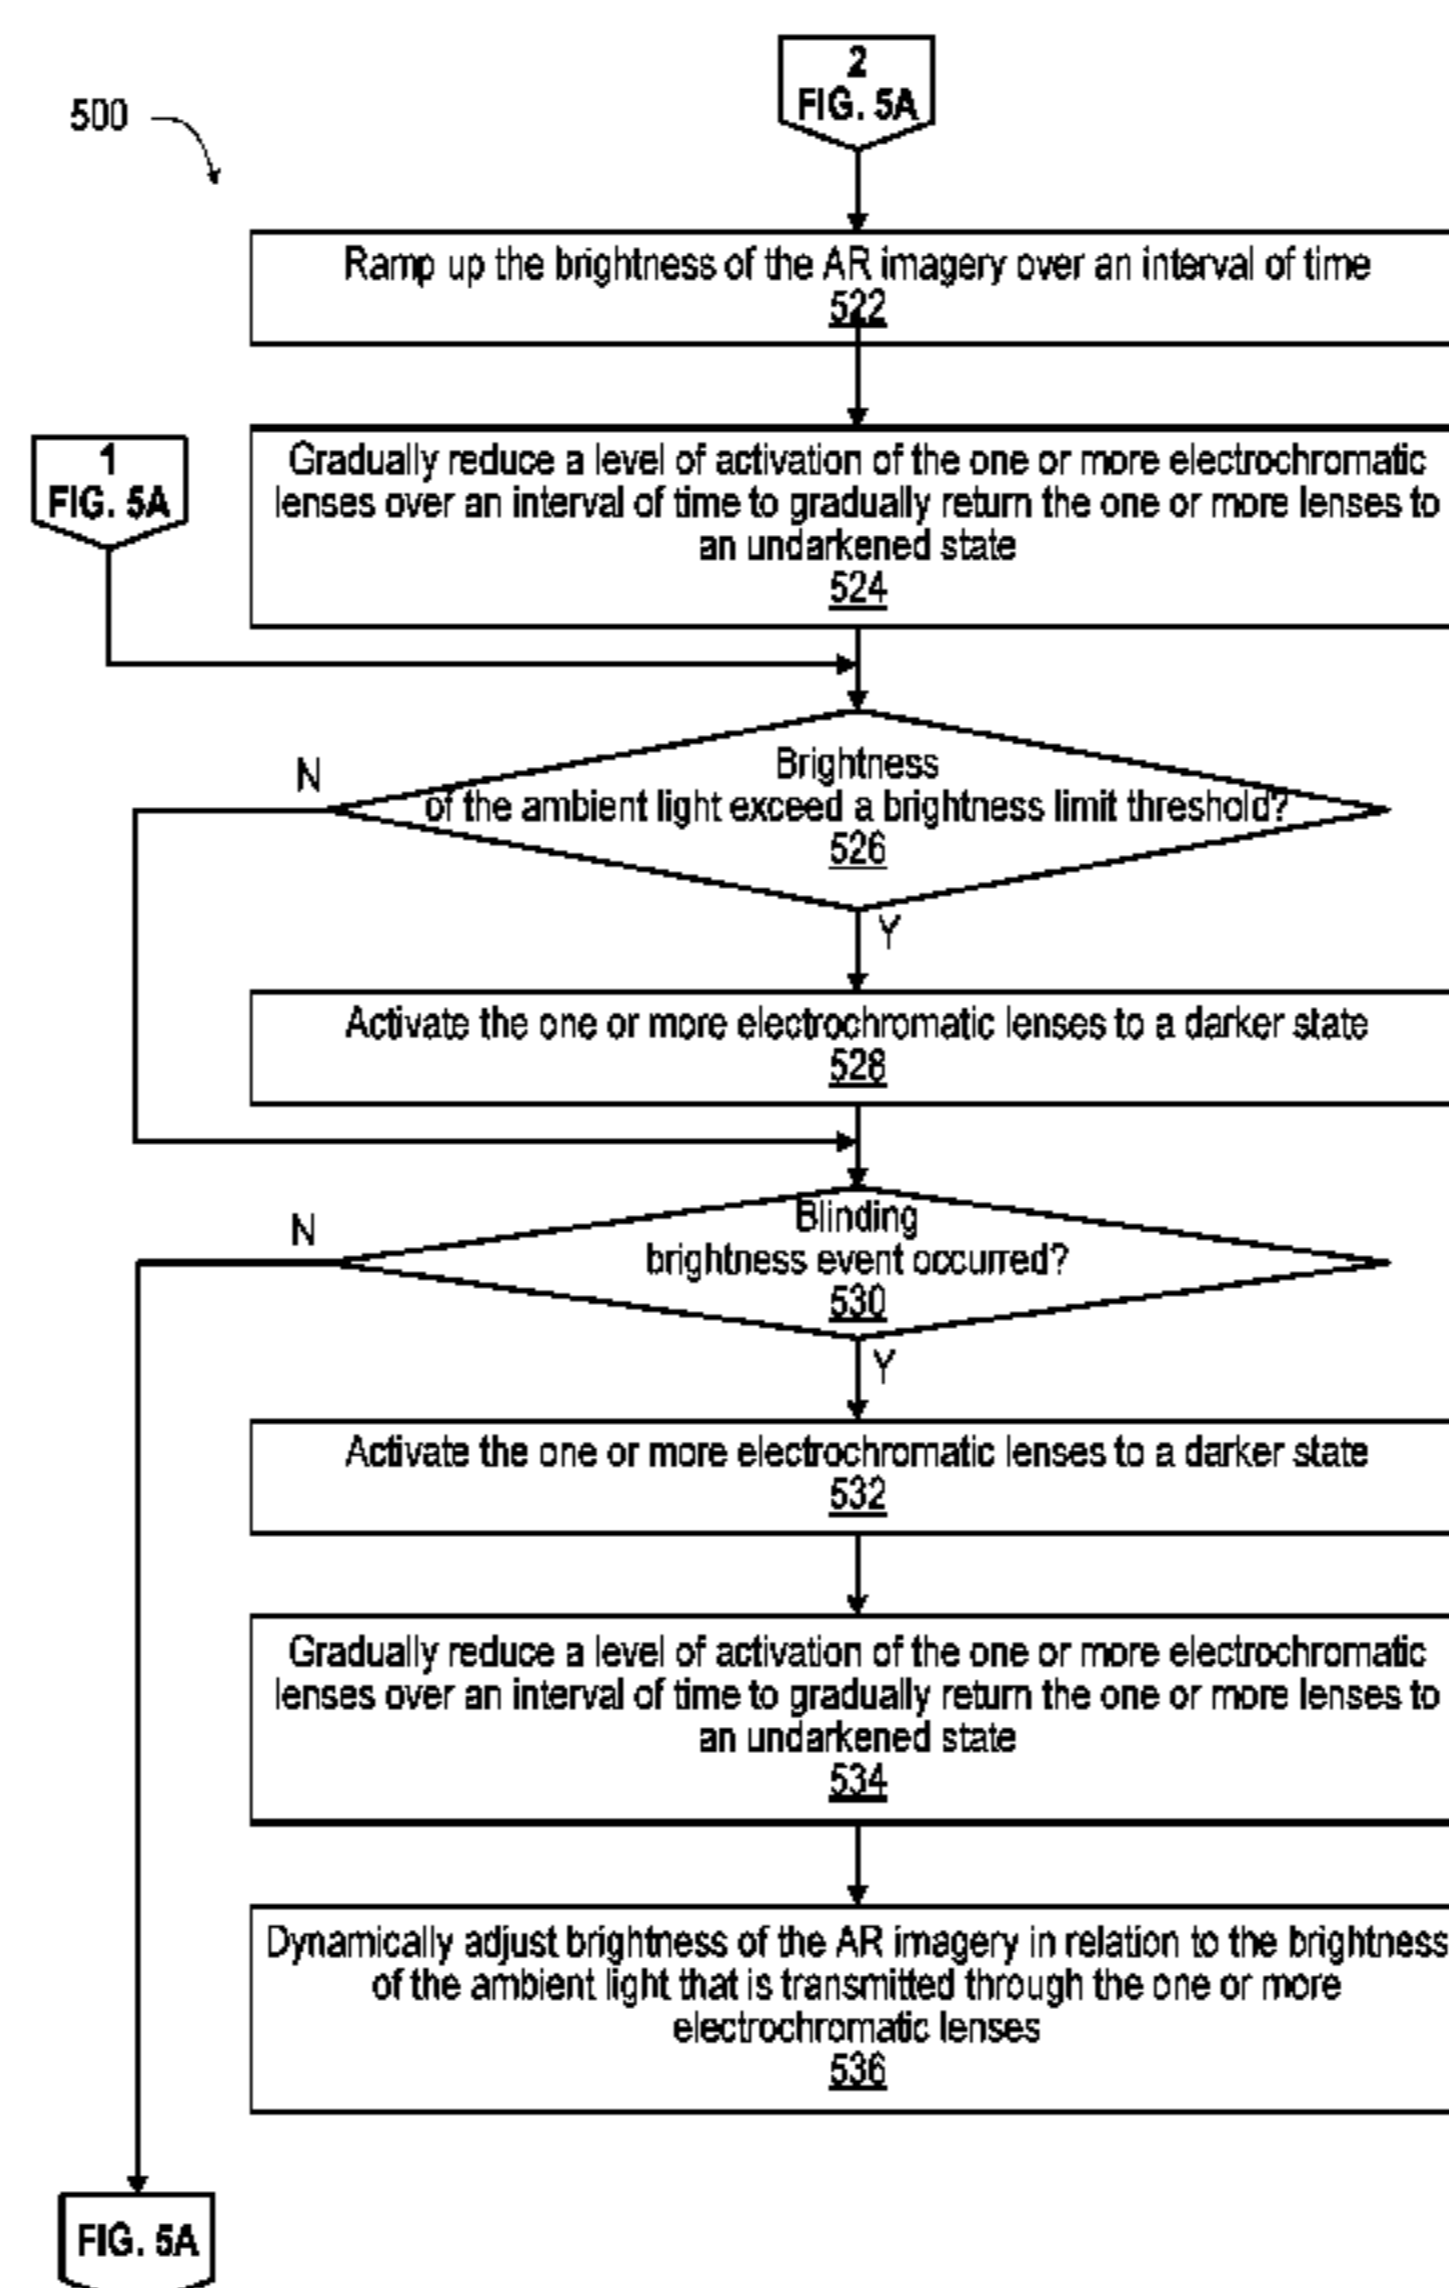 2
FIG. 5A
500
Ramp up the brightness of the AR imagery over an interval of time
522
1
FIG. 5A
Gradually reduce a level of activation of the one or more electrochromatic
lenses over an interval of time to gradually return the one or more lenses to
an undarkened state
524
N
Brightness
of the ambient light exceed a brightness limit threshold?
526
Y
Activate the one or more electrochromatic lenses to a darker state
528
N
Blinding
brightness event occurred?
530
Y
Activate the one or more electrochromatic lenses to a darker state
532
Gradually reduce a level of activation of the one or more electrochromatic
lenses over an interval of time to gradually return the one or more lenses to
an undarkened state
534
Dynamically adjust brightness of the AR imagery in relation to the brightness
of the ambient light that is transmitted through the one or more
electrochromatic lenses
536
FIG. 5A